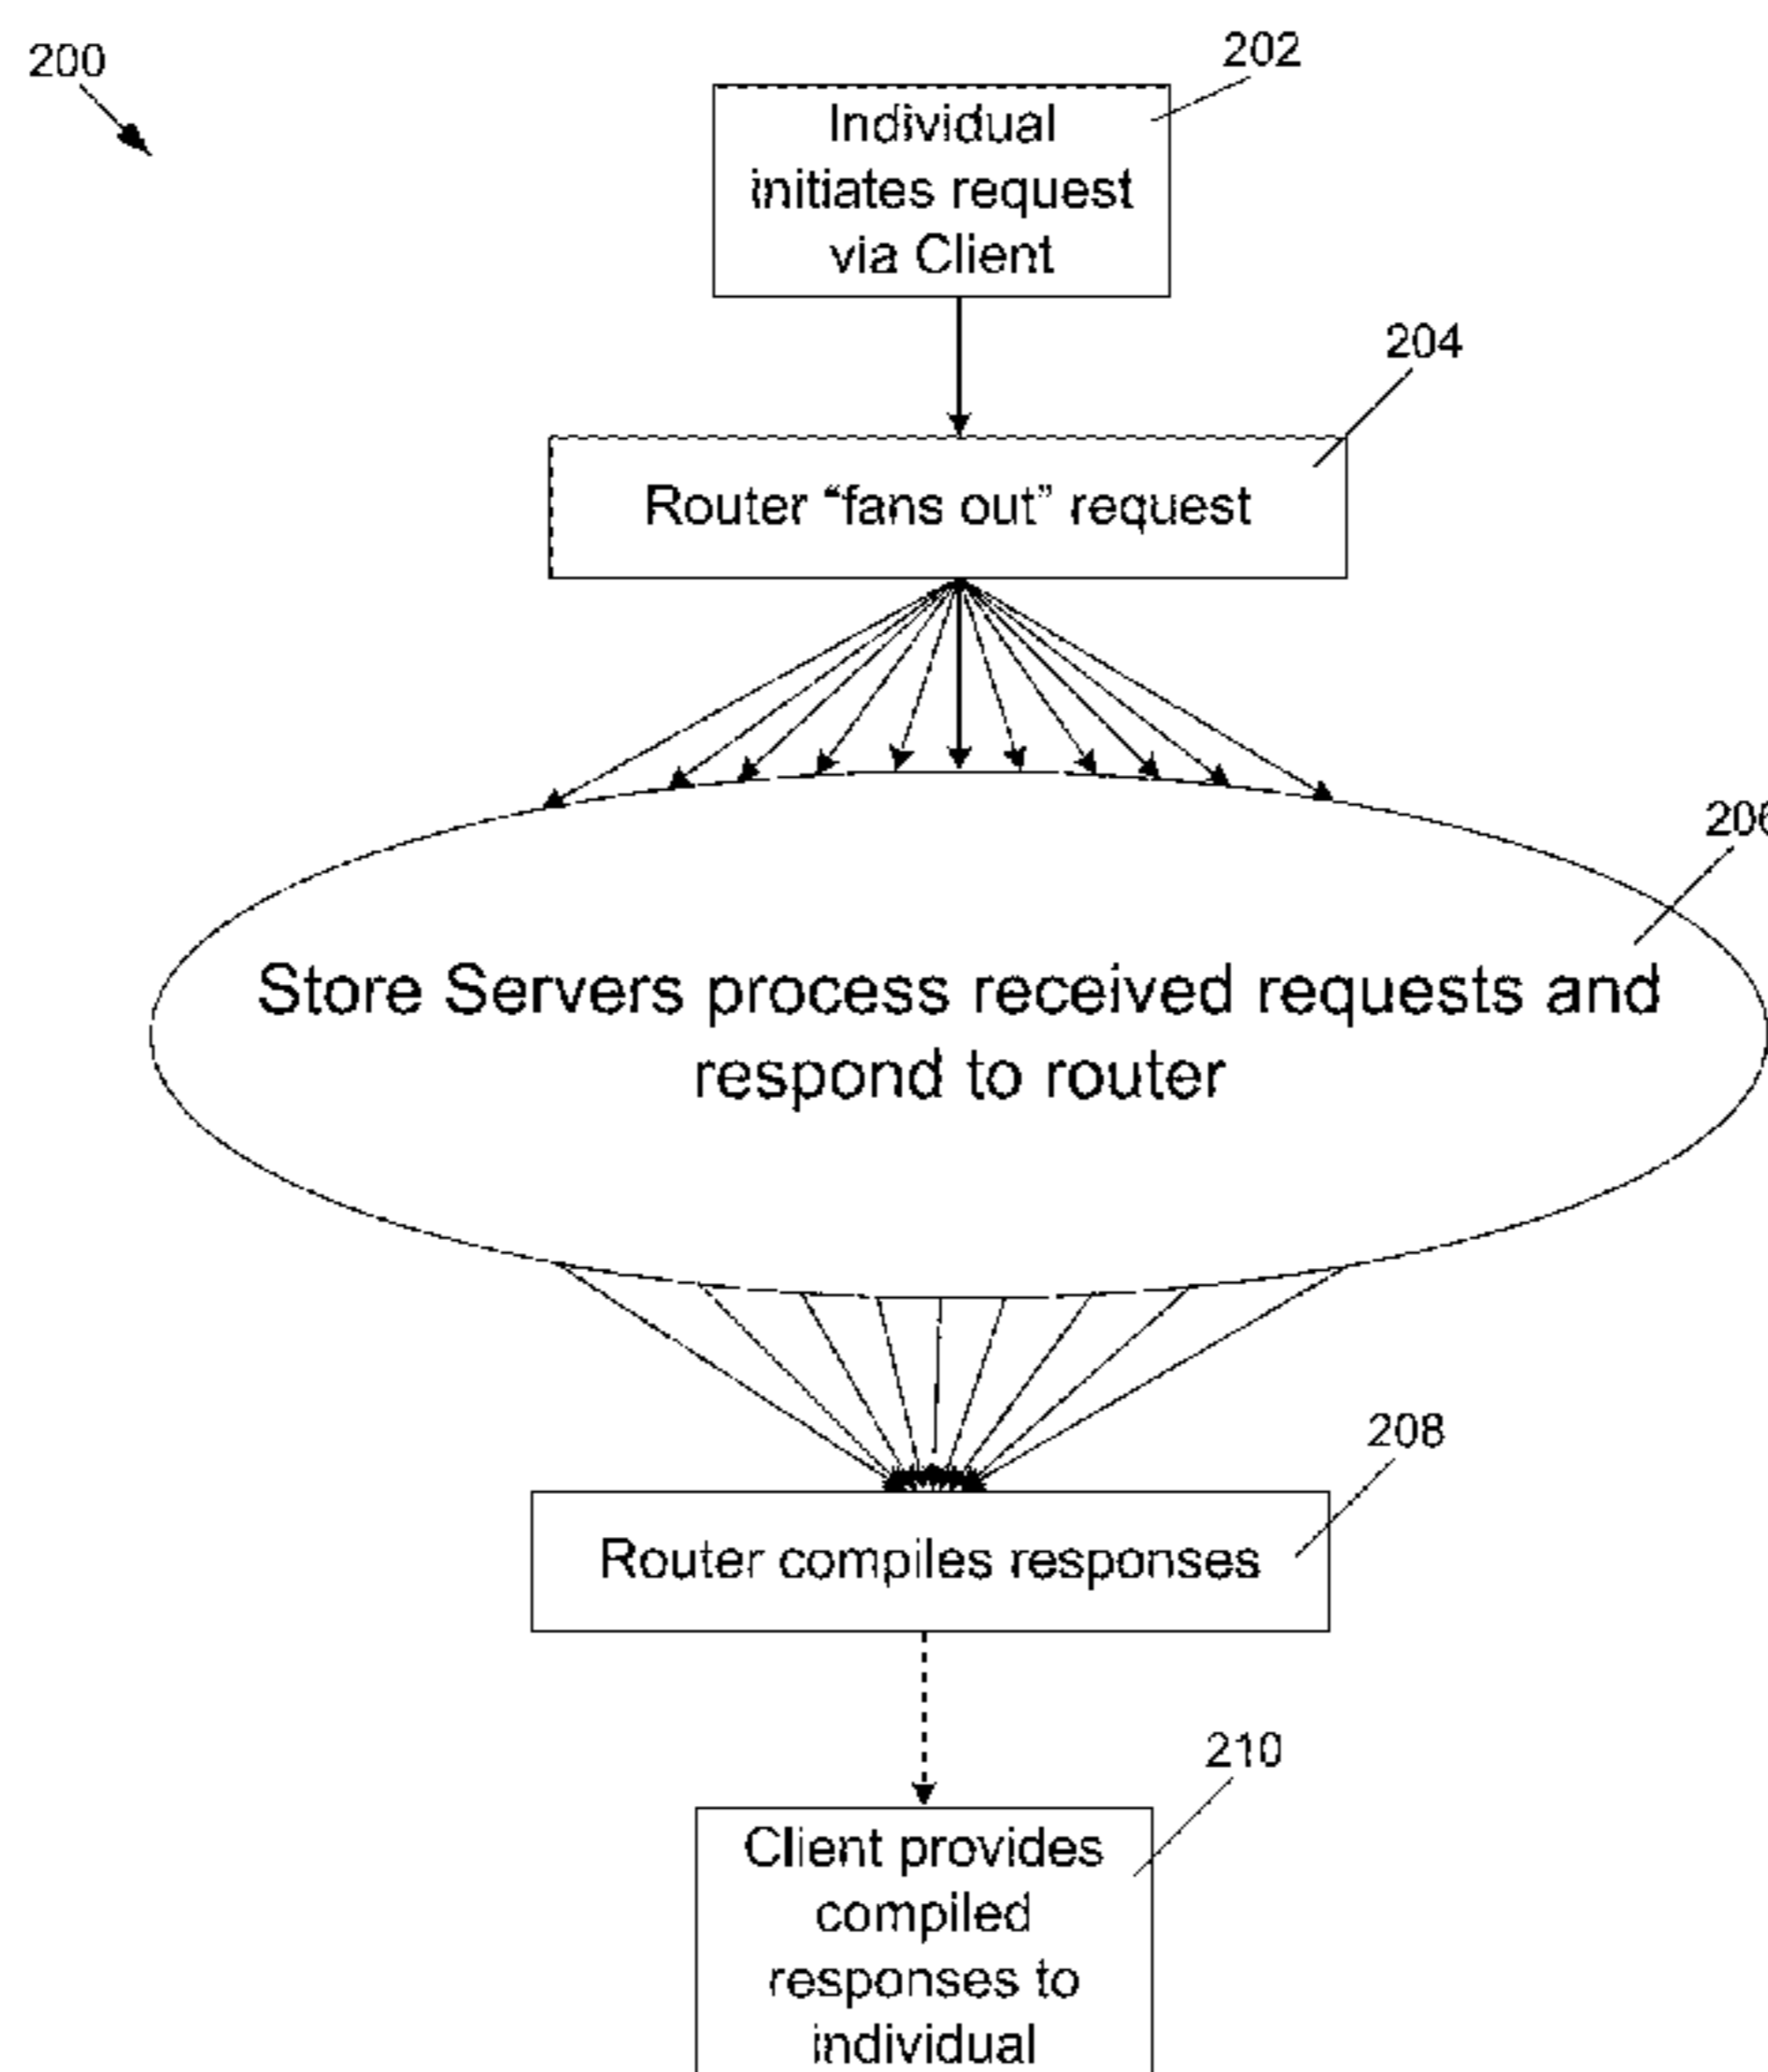 200
202
Individual
initiates request
via Client
204
Router “fans out” request
206
Store Servers process received requests and
respond to router
208
Router compiles responses
210
Client provides
compiled
responses to
individual